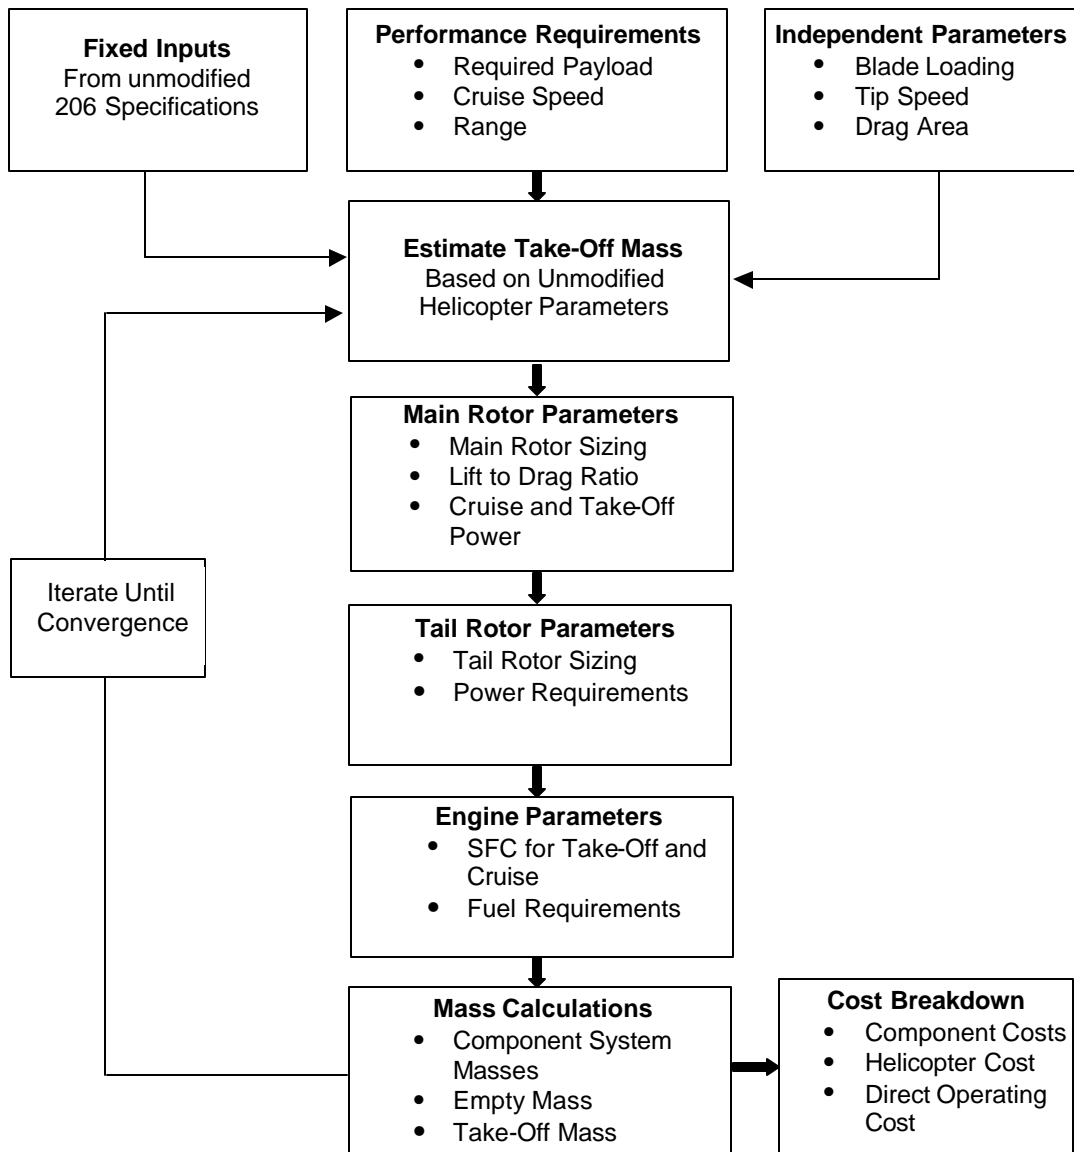 Fixed Inputs
From unmodified
206 Specifications
Performance Requirements
• Required Payload
• Cruise Speed
• Range
Independent Parameters
• Blade Loading
• Tip Speed
• Drag Area
Estimate Take-Off Mass
Based on Unmodified
Helicopter Parameters
Main Rotor Parameters
• Main Rotor Sizing
• Lift to Drag Ratio
• Cruise and Take-Off
Power
Iterate Until
Convergence
Tail Rotor Parameters
• Tail Rotor Sizing
• Power Requirements
Engine Parameters
• SFC for Take-Off and
Cruise
• Fuel Requirements
Mass Calculations
• Component System
Masses
• Empty Mass
• Take-Off Mass
Cost Breakdown
• Component Costs
• Helicopter Cost
• Direct Operating
Cost